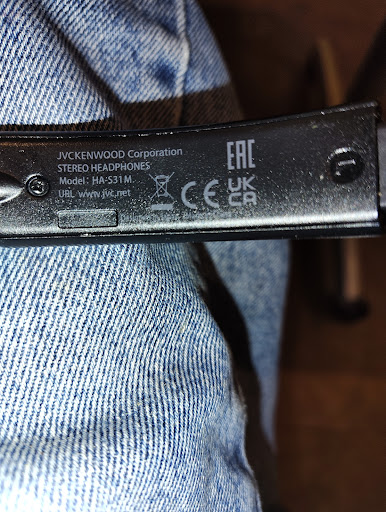 JVCKENWOOD Corporation
STEREO HEADPHONES
Model: HA-S31M
URL www.jvc.net
EAC
CE
UK
CA
L